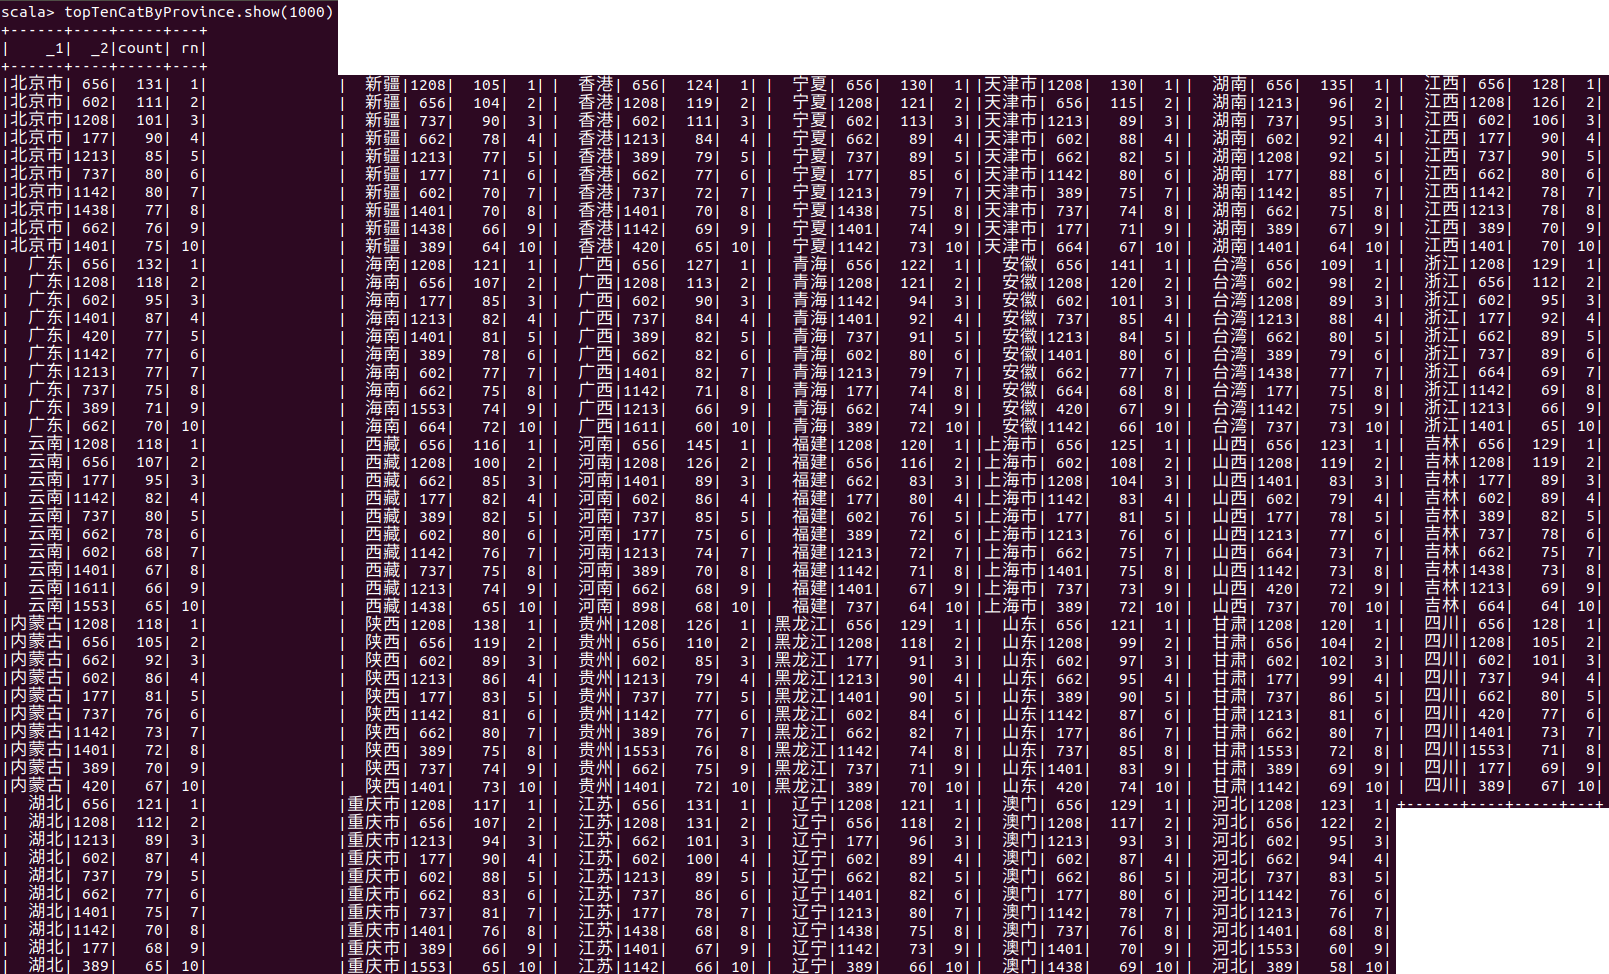 scala> topTenCatByProvince.show(1000)
+------+----+-----+---+
|    _1|  _2|count| rn|
+------+----+-----+---+
|北京市| 656| 131| 1|
|北京市| 602| 111| 2|
|北京市|1208| 101| 3|
|北京市| 177| 90| 4|
|北京市|1213| 85| 5|
|北京市| 737| 80| 6|
|北京市|1142| 80| 7|
|北京市|1438| 77| 8|
|北京市| 662| 76| 9|
|北京市|1401| 75| 10|
| 广东| 656| 132| 1|
| 广东|1208| 118| 2|
| 广东| 602| 95| 3|
| 广东|1401| 87| 4|
| 广东| 420| 77| 5|
| 广东|1142| 77| 6|
| 广东|1213| 77| 7|
| 广东| 737| 75| 8|
| 广东| 389| 71| 9|
| 广东| 662| 70| 10|
| 云南|1208| 118| 1|
| 云南| 656| 107| 2|
| 云南| 177| 95| 3|
| 云南|1142| 82| 4|
| 云南| 737| 80| 5|
| 云南| 662| 78| 6|
| 云南| 602| 68| 7|
| 云南|1401| 67| 8|
| 云南|1611| 66| 9|
| 云南|1553| 65| 10|
|内蒙古|1208| 118| 1|
|内蒙古| 656| 105| 2|
|内蒙古| 662| 92| 3|
|内蒙古| 602| 86| 4|
|内蒙古| 177| 81| 5|
|内蒙古| 737| 76| 6|
|内蒙古|1142| 73| 7|
|内蒙古|1401| 72| 8|
|内蒙古| 389| 70| 9|
|内蒙古| 420| 67| 10|
| 湖北| 656| 121| 1|
| 湖北|1208| 112| 2|
| 湖北|1213| 89| 3|
| 湖北| 602| 87| 4|
| 湖北| 737| 79| 5|
| 湖北| 662| 77| 6|
| 湖北|1401| 75| 7|
| 湖北|1142| 70| 8|
| 湖北| 177| 68| 9|
| 湖北| 389| 65| 10|
| 新疆|1208| 105| 1|
| 新疆| 656| 104| 2|
| 新疆| 737| 90| 3|
| 新疆| 662| 78| 4|
| 新疆|1213| 77| 5|
| 新疆| 177| 71| 6|
| 新疆| 602| 70| 7|
| 新疆|1401| 70| 8|
| 新疆|1438| 66| 9|
| 新疆| 389| 64| 10|
| 海南|1208| 121| 1|
| 海南| 656| 107| 2|
| 海南| 177| 85| 3|
| 海南|1213| 82| 4|
| 海南|1401| 81| 5|
| 海南| 389| 78| 6|
| 海南| 602| 77| 7|
| 海南| 662| 75| 8|
| 海南|1553| 74| 9|
| 海南| 664| 72| 10|
| 西藏| 656| 116| 1|
| 西藏|1208| 100| 2|
| 西藏| 662| 85| 3|
| 西藏| 177| 82| 4|
| 西藏| 389| 82| 5|
| 西藏| 602| 80| 6|
| 西藏|1142| 76| 7|
| 西藏| 737| 75| 8|
| 西藏|1213| 74| 9|
| 西藏|1438| 65| 10|
| 陕西|1208| 138| 1|
| 陕西| 656| 119| 2|
| 陕西| 602| 89| 3|
| 陕西|1213| 86| 4|
| 陕西| 177| 83| 5|
| 陕西|1142| 81| 6|
| 陕西| 662| 80| 7|
| 陕西| 389| 75| 8|
| 陕西| 737| 74| 9|
| 陕西|1401| 73| 10|
|重庆市|1208| 117| 1|
|重庆市| 656| 107| 2|
|重庆市|1213| 94| 3|
|重庆市| 177| 90| 4|
|重庆市| 602| 88| 5|
|重庆市| 662| 83| 6|
|重庆市| 737| 81| 7|
|重庆市|1401| 76| 8|
|重庆市| 389| 66| 9|
|重庆市|1553| 65| 10|
| 香港| 656| 124| 1|
| 香港|1208| 119| 2|
| 香港| 602| 111| 3|
| 香港|1213| 84| 4|
| 香港| 389| 79| 5|
| 香港| 662| 77| 6|
| 香港| 737| 72| 7|
| 香港|1401| 70| 8|
| 香港|1142| 69| 9|
| 香港| 420| 65| 10|
| 广西| 656| 127| 1|
| 广西|1208| 113| 2|
| 广西| 602| 90| 3|
| 广西| 737| 84| 4|
| 广西| 389| 82| 5|
| 广西| 662| 82| 6|
| 广西|1401| 82| 7|
| 广西|1142| 71| 8|
| 广西|1213| 66| 9|
| 广西|1611| 60| 10|
| 河南| 656| 145| 1|
| 河南|1208| 126| 2|
| 河南|1401| 89| 3|
| 河南| 602| 86| 4|
| 河南| 737| 85| 5|
| 河南| 177| 75| 6|
| 河南|1213| 74| 7|
| 河南| 389| 70| 8|
| 河南| 662| 68| 9|
| 河南| 898| 68| 10|
| 贵州|1208| 126| 1|
| 贵州| 656| 110| 2|
| 贵州| 602| 85| 3|
| 贵州|1213| 79| 4|
| 贵州| 737| 77| 5|
| 贵州|1142| 77| 6|
| 贵州| 389| 76| 7|
| 贵州|1553| 76| 8|
| 贵州| 662| 75| 9|
| 贵州|1401| 72| 10|
| 江苏| 656| 131| 1|
| 江苏|1208| 131| 2|
| 江苏| 662| 101| 3|
| 江苏| 602| 100| 4|
| 江苏|1213| 89| 5|
| 江苏| 737| 86| 6|
| 江苏| 177| 78| 7|
| 江苏|1438| 68| 8|
| 江苏|1401| 67| 9|
| 江苏|1142| 66| 10|
| 宁夏| 656| 130| 1|
| 宁夏|1208| 121| 2|
| 宁夏| 602| 113| 3|
| 宁夏| 662| 89| 4|
| 宁夏| 737| 89| 5|
| 宁夏| 177| 85| 6|
| 宁夏|1213| 79| 7|
| 宁夏|1438| 75| 8|
| 宁夏|1401| 74| 9|
| 宁夏|1142| 73| 10|
| 青海| 656| 122| 1|
| 青海|1208| 121| 2|
| 青海|1142| 94| 3|
| 青海|1401| 92| 4|
| 青海| 737| 91| 5|
| 青海| 602| 80| 6|
| 青海|1213| 79| 7|
| 青海| 177| 74| 8|
| 青海| 662| 74| 9|
| 青海| 389| 72| 10|
| 福建|1208| 120| 1|
| 福建| 656| 116| 2|
| 福建| 662| 83| 3|
| 福建| 177| 80| 4|
| 福建| 602| 76| 5|
| 福建| 389| 72| 6|
| 福建|1213| 72| 7|
| 福建|1142| 71| 8|
| 福建|1401| 67| 9|
| 福建| 737| 64| 10|
|黑龙江| 656| 129| 1|
|黑龙江|1208| 118| 2|
|黑龙江| 177| 91| 3|
|黑龙江|1213| 90| 4|
|黑龙江|1401| 90| 5|
|黑龙江| 602| 84| 6|
|黑龙江| 662| 82| 7|
|黑龙江|1142| 74| 8|
|黑龙江| 737| 71| 9|
|黑龙江| 389| 70| 10|
| 辽宁|1208| 121| 1|
| 辽宁| 656| 118| 2|
| 辽宁| 177| 96| 3|
| 辽宁| 602| 89| 4|
| 辽宁| 662| 82| 5|
| 辽宁|1401| 82| 6|
| 辽宁|1213| 80| 7|
| 辽宁|1438| 75| 8|
| 辽宁|1142| 73| 9|
| 辽宁| 389| 66| 10|
|天津市|1208| 130| 1|
|天津市| 656| 115| 2|
|天津市|1213| 89| 3|
|天津市| 602| 88| 4|
|天津市| 662| 82| 5|
|天津市|1142| 80| 6|
|天津市| 389| 75| 7|
|天津市| 737| 74| 8|
|天津市| 177| 71| 9|
|天津市| 664| 67| 10|
| 安徽| 656| 141| 1|
| 安徽|1208| 120| 2|
| 安徽| 602| 101| 3|
| 安徽| 737| 85| 4|
| 安徽|1213| 84| 5|
| 安徽|1401| 80| 6|
| 安徽| 662| 77| 7|
| 安徽| 664| 68| 8|
| 安徽| 420| 67| 9|
| 安徽|1142| 66| 10|
|上海市| 656| 125| 1|
|上海市| 602| 108| 2|
|上海市|1208| 104| 3|
|上海市|1142| 83| 4|
|上海市| 177| 81| 5|
|上海市|1213| 76| 6|
|上海市| 662| 75| 7|
|上海市|1401| 75| 8|
|上海市| 737| 73| 9|
|上海市| 389| 72| 10|
| 山东| 656| 121| 1|
| 山东|1208| 99| 2|
| 山东| 602| 97| 3|
| 山东| 662| 95| 4|
| 山东| 389| 90| 5|
| 山东|1142| 87| 6|
| 山东| 177| 86| 7|
| 山东| 737| 85| 8|
| 山东|1401| 83| 9|
| 山东| 420| 74| 10|
| 澳门| 656| 129| 1|
| 澳门|1208| 117| 2|
| 澳门|1213| 93| 3|
| 澳门| 602| 87| 4|
| 澳门| 662| 86| 5|
| 澳门| 177| 80| 6|
| 澳门|1142| 78| 7|
| 澳门| 737| 76| 8|
| 澳门|1401| 70| 9|
| 澳门|1438| 69| 10|
| 湖南| 656| 135| 1|
| 湖南|1213| 96| 2|
| 湖南| 737| 95| 3|
| 湖南| 602| 92| 4|
| 湖南|1208| 92| 5|
| 湖南| 177| 88| 6|
| 湖南|1142| 85| 7|
| 湖南| 662| 75| 8|
| 湖南| 389| 67| 9|
| 湖南|1401| 64| 10|
| 台湾| 656| 109| 1|
| 台湾| 602| 98| 2|
| 台湾|1208| 89| 3|
| 台湾|1213| 88| 4|
| 台湾| 662| 80| 5|
| 台湾| 389| 79| 6|
| 台湾|1438| 77| 7|
| 台湾| 177| 75| 8|
| 台湾|1142| 75| 9|
| 台湾| 737| 73| 10|
| 山西| 656| 123| 1|
| 山西|1208| 119| 2|
| 山西|1401| 83| 3|
| 山西| 602| 79| 4|
| 山西| 177| 78| 5|
| 山西|1213| 77| 6|
| 山西| 664| 73| 7|
| 山西|1142| 73| 8|
| 山西| 420| 72| 9|
| 山西| 737| 70| 10|
| 甘肃|1208| 120| 1|
| 甘肃| 656| 104| 2|
| 甘肃| 602| 102| 3|
| 甘肃| 177| 99| 4|
| 甘肃| 737| 86| 5|
| 甘肃|1213| 81| 6|
| 甘肃| 662| 80| 7|
| 甘肃|1553| 72| 8|
| 甘肃| 389| 69| 9|
| 甘肃|1142| 69| 10|
| 河北|1208| 123| 1|
| 河北| 656| 122| 2|
| 河北| 602| 95| 3|
| 河北| 662| 94| 4|
| 河北| 737| 83| 5|
| 河北|1142| 76| 6|
| 河北|1213| 76| 7|
| 河北|1401| 68| 8|
| 河北|1553| 60| 9|
| 河北| 389| 58| 10|
| 江西| 656| 128| 1|
| 江西|1208| 126| 2|
| 江西| 602| 106| 3|
| 江西| 177| 90| 4|
| 江西| 737| 90| 5|
| 江西| 662| 80| 6|
| 江西|1142| 78| 7|
| 江西|1213| 78| 8|
| 江西| 389| 70| 9|
| 江西|1401| 70| 10|
| 浙江|1208| 129| 1|
| 浙江| 656| 112| 2|
| 浙江| 602| 95| 3|
| 浙江| 177| 92| 4|
| 浙江| 662| 89| 5|
| 浙江| 737| 89| 6|
| 浙江| 664| 69| 7|
| 浙江|1142| 69| 8|
| 浙江|1213| 66| 9|
| 浙江|1401| 65| 10|
| 吉林| 656| 129| 1|
| 吉林|1208| 119| 2|
| 吉林| 177| 89| 3|
| 吉林| 602| 89| 4|
| 吉林| 389| 82| 5|
| 吉林| 737| 78| 6|
| 吉林| 662| 75| 7|
| 吉林|1438| 73| 8|
| 吉林|1213| 69| 9|
| 吉林| 664| 64| 10|
| 四川| 656| 128| 1|
| 四川|1208| 105| 2|
| 四川| 602| 101| 3|
| 四川| 737| 94| 4|
| 四川| 662| 80| 5|
| 四川| 420| 77| 6|
| 四川|1401| 73| 7|
| 四川|1553| 71| 8|
| 四川| 177| 69| 9|
| 四川| 389| 67| 10|
+------+----+-----+---+